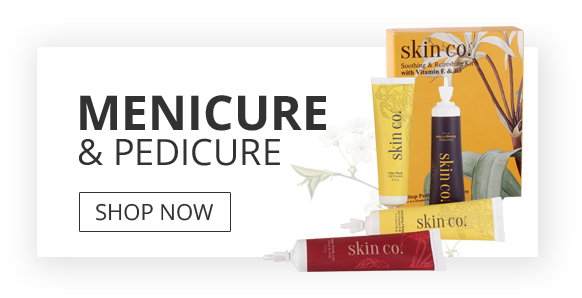 MENICURE
& PEDICURE
SHOP NOW
skin co.
Soothing & Refreshing Kit
with Vitamin E & B3
skin co.
skin co.
skin co.
skin co.